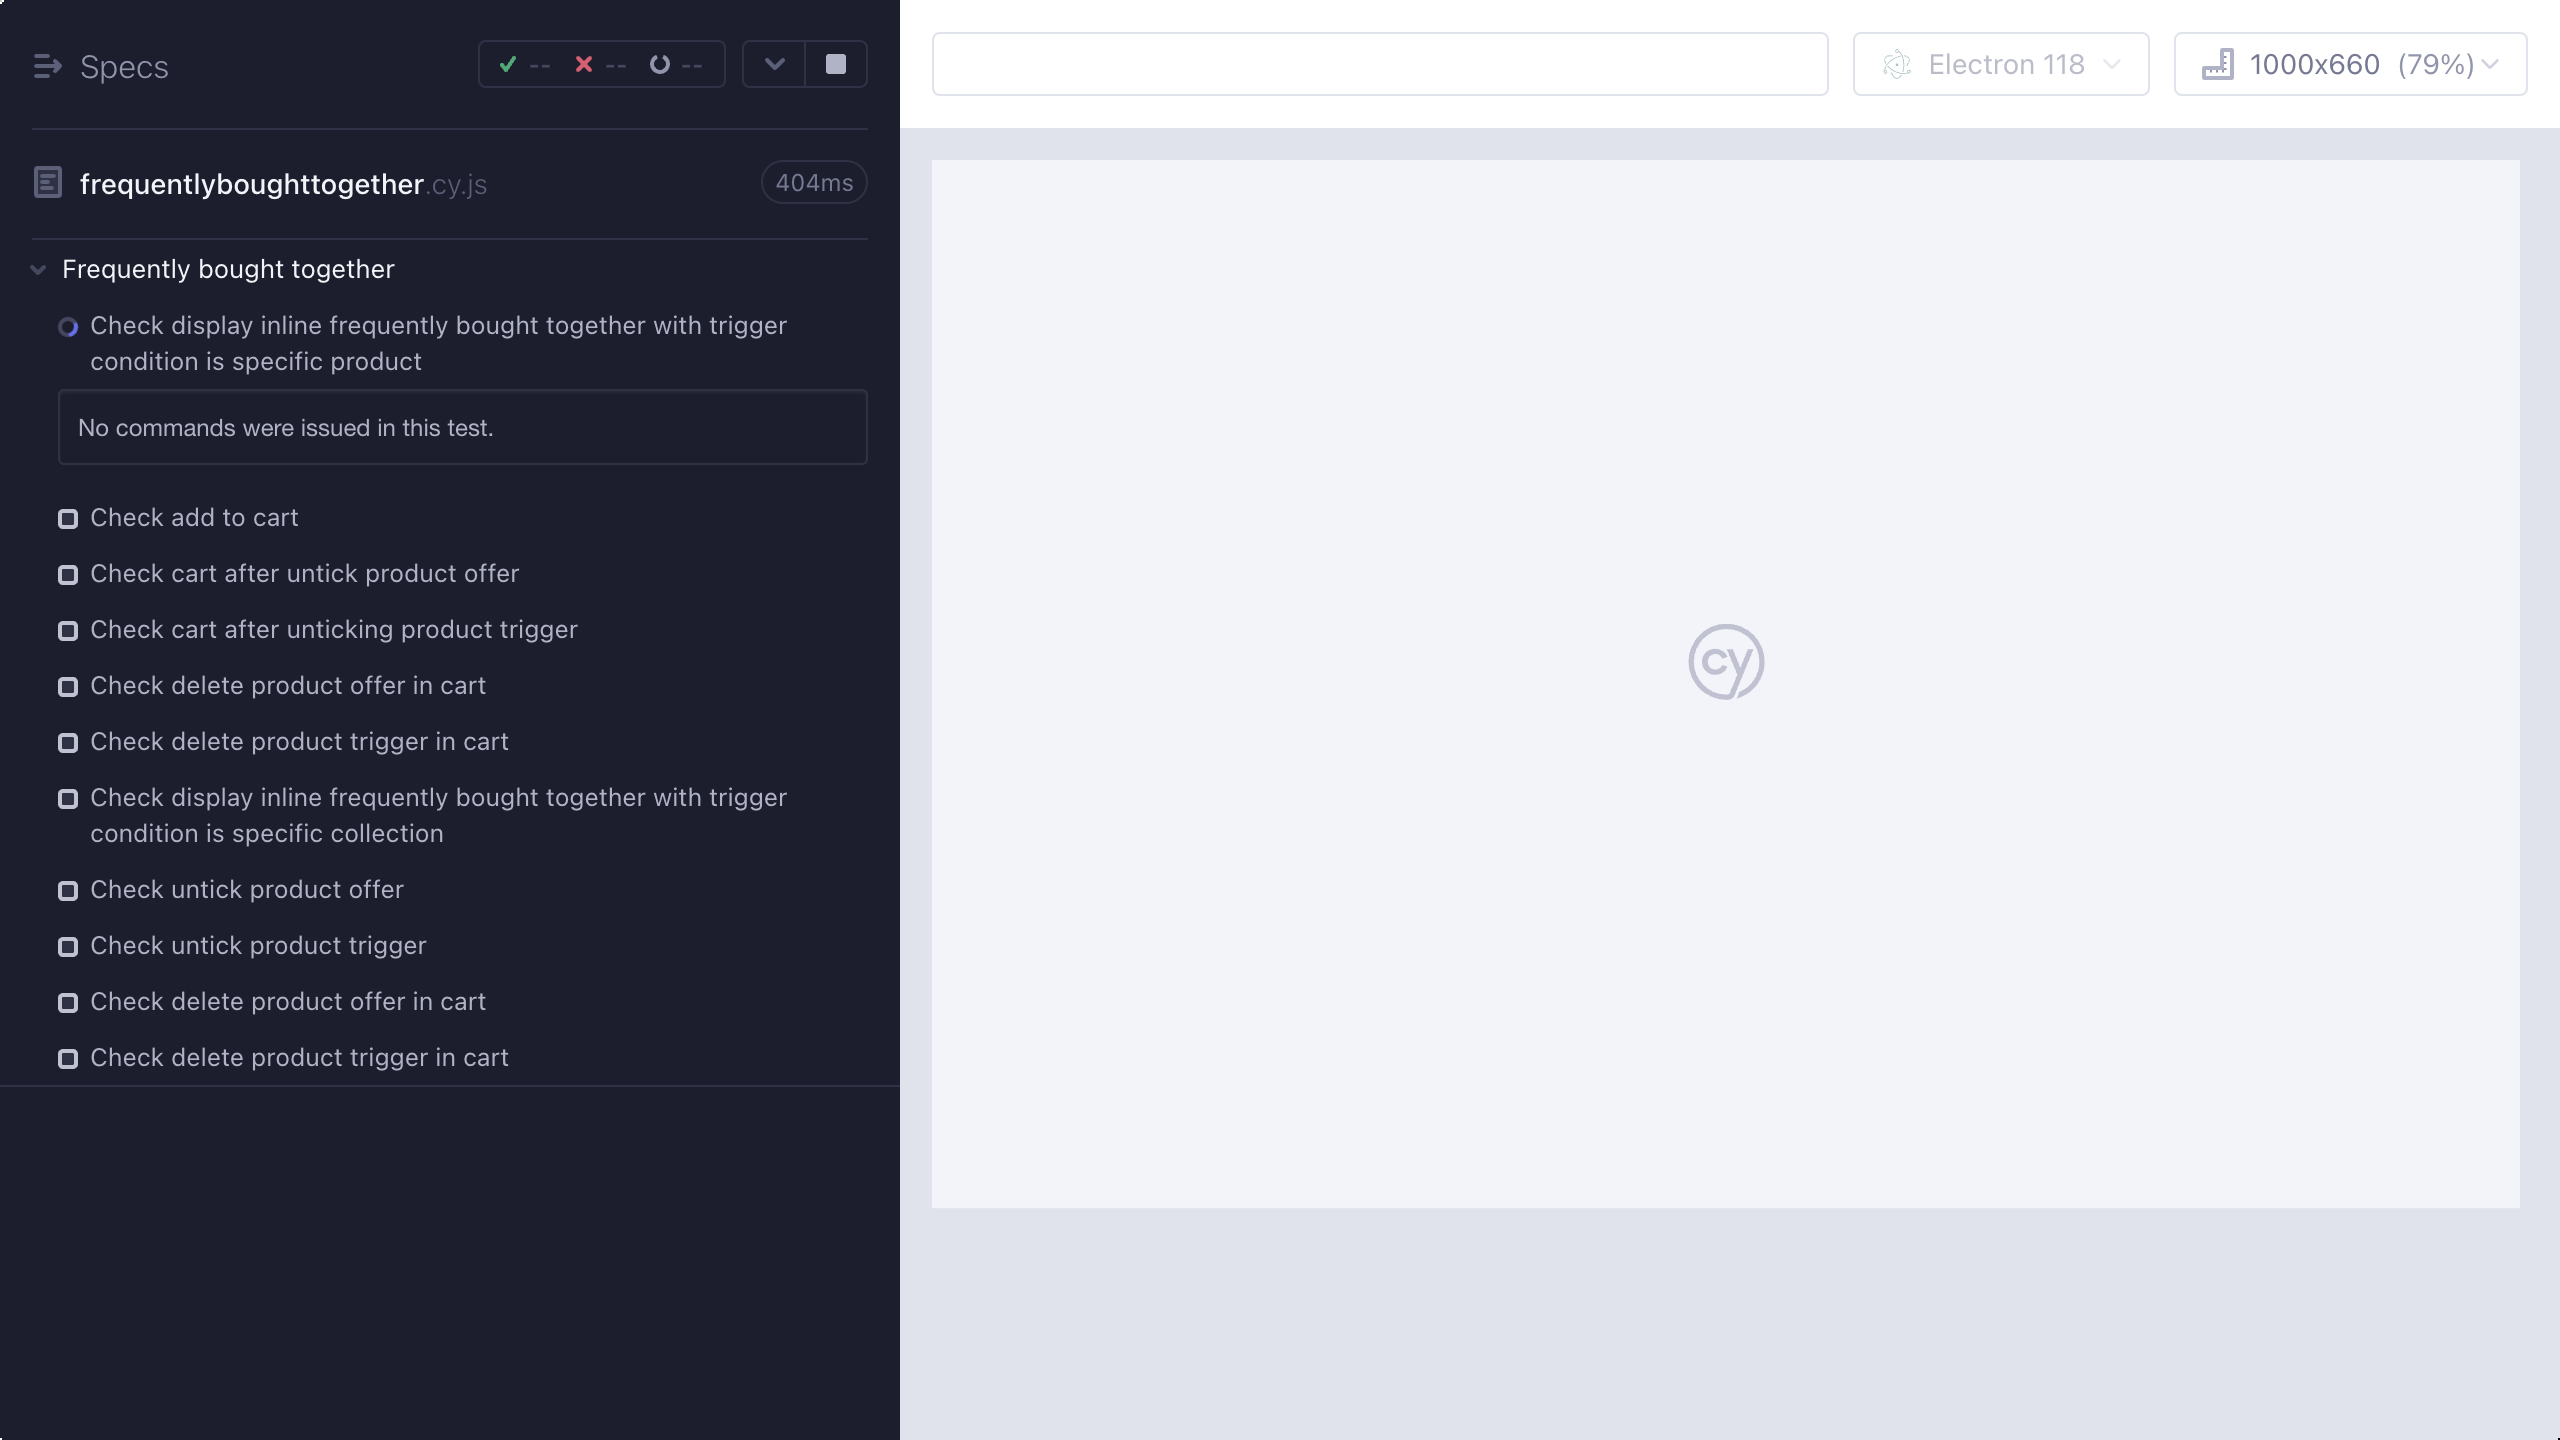 Specs
--
--
--
frequentlyboughttogether.cy.js
404ms
Frequently bought together
Check display inline frequently bought together with trigger
condition is specific product
No commands were issued in this test.
Check add to cart
Check cart after untick product offer
Check cart after unticking product trigger
Check delete product offer in cart
Check delete product trigger in cart
Check display inline frequently bought together with trigger
condition is specific collection
Check untick product offer
Check untick product trigger
Check delete product offer in cart
Check delete product trigger in cart
Electron 118
1000x660 (79%)
cy